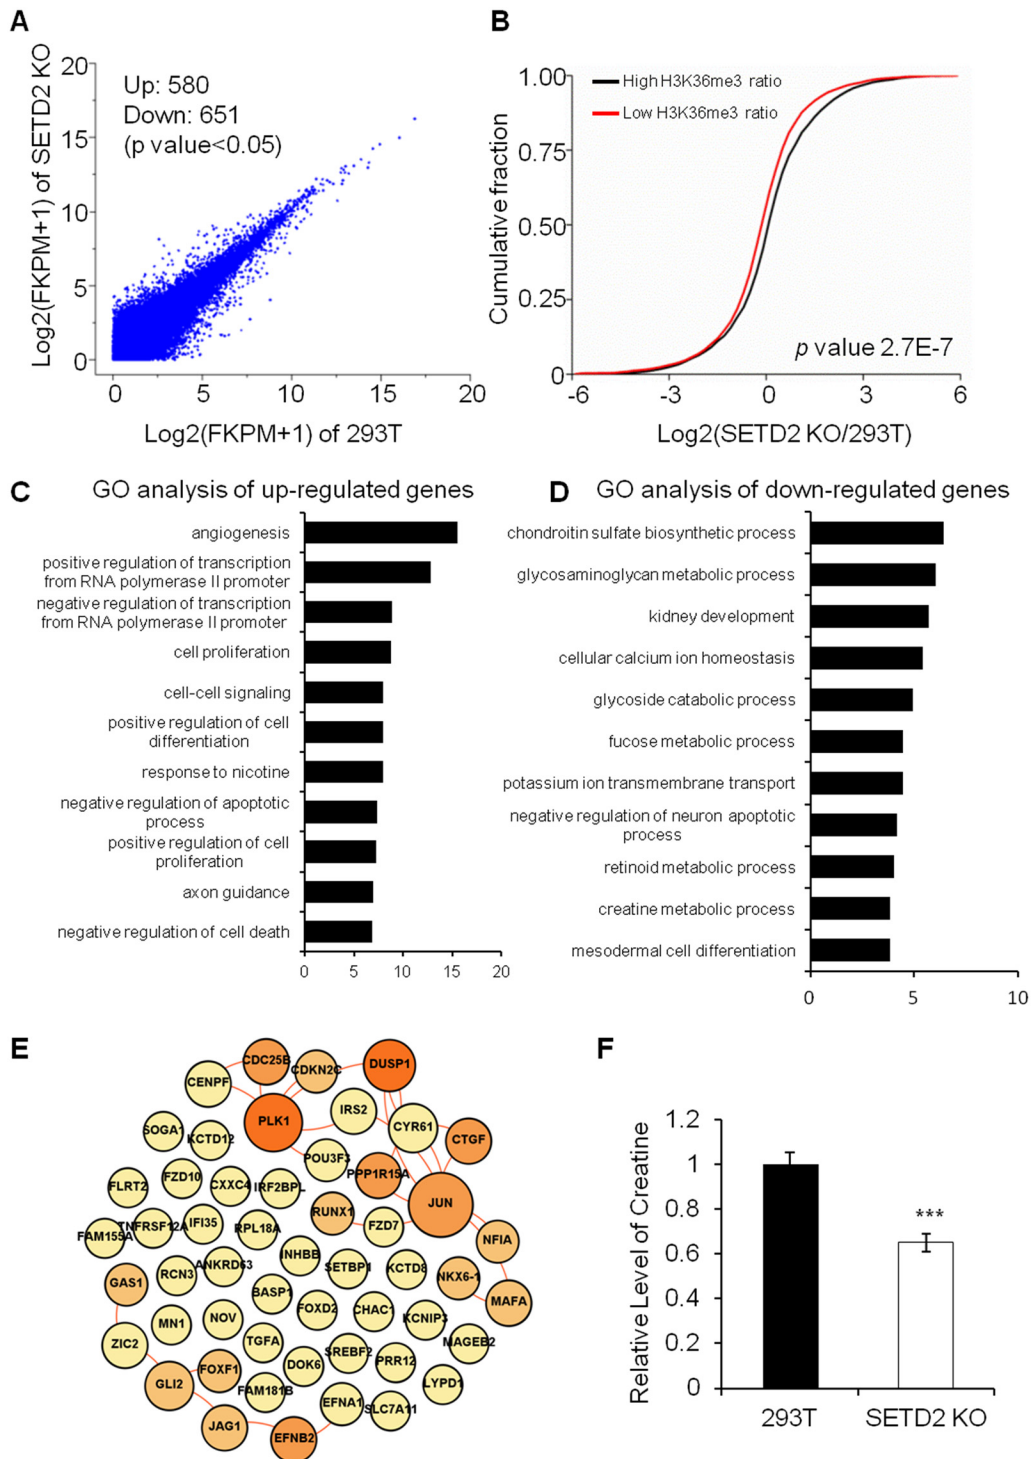 A
Log2(FKPM+1) of SETD2 KO
20
15
10
5
0
Up: 580
Down: 651
(p value<0.05)
0 5 10 15 20
Log2(FKPM+1) of 293T
B
Cumulative fraction
1.00
0.75
0.50
0.25
0
High H3K36me3 ratio
Low H3K36me3 ratio
p value 2.7E-7
-6 -3 0 3 6
Log2(SETD2 KO/293T)
C
GO analysis of up-regulated genes
angiogenesis
positive regulation of transcription
from RNA polymerase II promoter
negative regulation of transcription
from RNA polymerase II promoter
cell proliferation
cell-cell signaling
positive regulation of cell
differentiation
response to nicotine
negative regulation of apoptotic
process
positive regulation of cell
proliferation
axon guidance
negative regulation of cell death
0 5 10 15 20
D
GO analysis of down-regulated genes
chondroitin sulfate biosynthetic process
glycosaminoglycan metabolic process
kidney development
cellular calcium ion homeostasis
glycoside catabolic process
fucose metabolic process
potassium ion transmembrane transport
negative regulation of neuron apoptotic
process
retinoid metabolic process
creatine metabolic process
mesodermal cell differentiation
0 5 10
E
CDC25B
DUSP1
CDKN2C
CENPF
IRS2
PLK1
CYR61
SOGA1
KCTD12
CTGF
POU3F3
PPP1R15A
FZD10
FLRT2
CXXC4
IRF2BPL
JUN
RUNX1
TNFRSF12A
IFI35
RPL18A
FZD7
FAM155A
NFIA
INHBB
ANKRD63
SETBP1
KCTD8
RCN3
NKX6-1
GAS1
BASP1
MAFA
FOXD2
CHAC1
KCNIP3
NOV
MN1
TGFA
MAGEB2
ZIC2
SREBF2
PRR12
DOK6
FOXF1
GLI2
LYPD1
FAM181B
EFNA1
SLC7A11
JAG1
EFNB2
F
Relative Level of Creatine
1.2
1
0.8
0.6
0.4
0.2
0
***
293T SETD2 KO